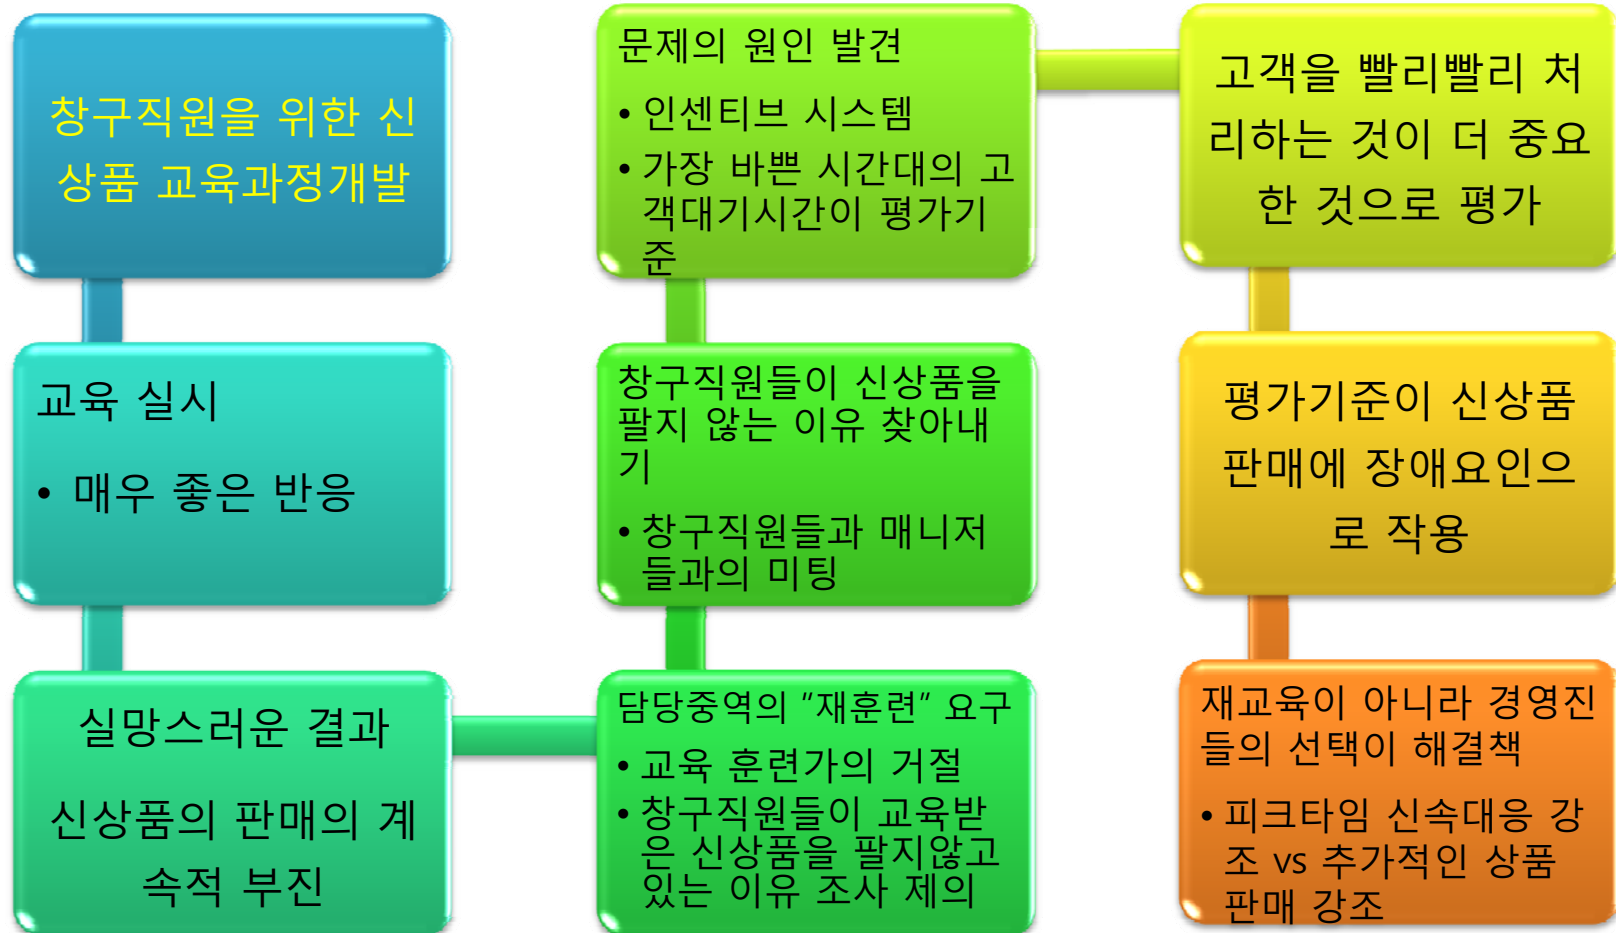 창구직원을 위한 신
상품 교육과정개발
교육 실시
• 매우 좋은 반응
실망스러운 결과
신상품의 판매의 계
속적 부진
담당중역의 "재훈련" 요구
• 교육 훈련가의 거절
• 창구직원들이 교육받
은 신상품을 팔지않고
있는 이유 조사 제의
창구직원들이 신상품을
팔지 않는 이유 찾아내
기
• 창구직원들과 매니저
들과의 미팅
문제의 원인 발견
• 인센티브 시스템
• 가장 바쁜 시간대의 고
객대기시간이 평가기
준
고객을 빨리빨리 처
리하는 것이 더 중요
한 것으로 평가
평가기준이 신상품
판매에 장애요인으
로 작용
재교육이 아니라 경영진
들의 선택이 해결책
• 피크타임 신속대응 강
조 vs 추가적인 상품
판매 강조